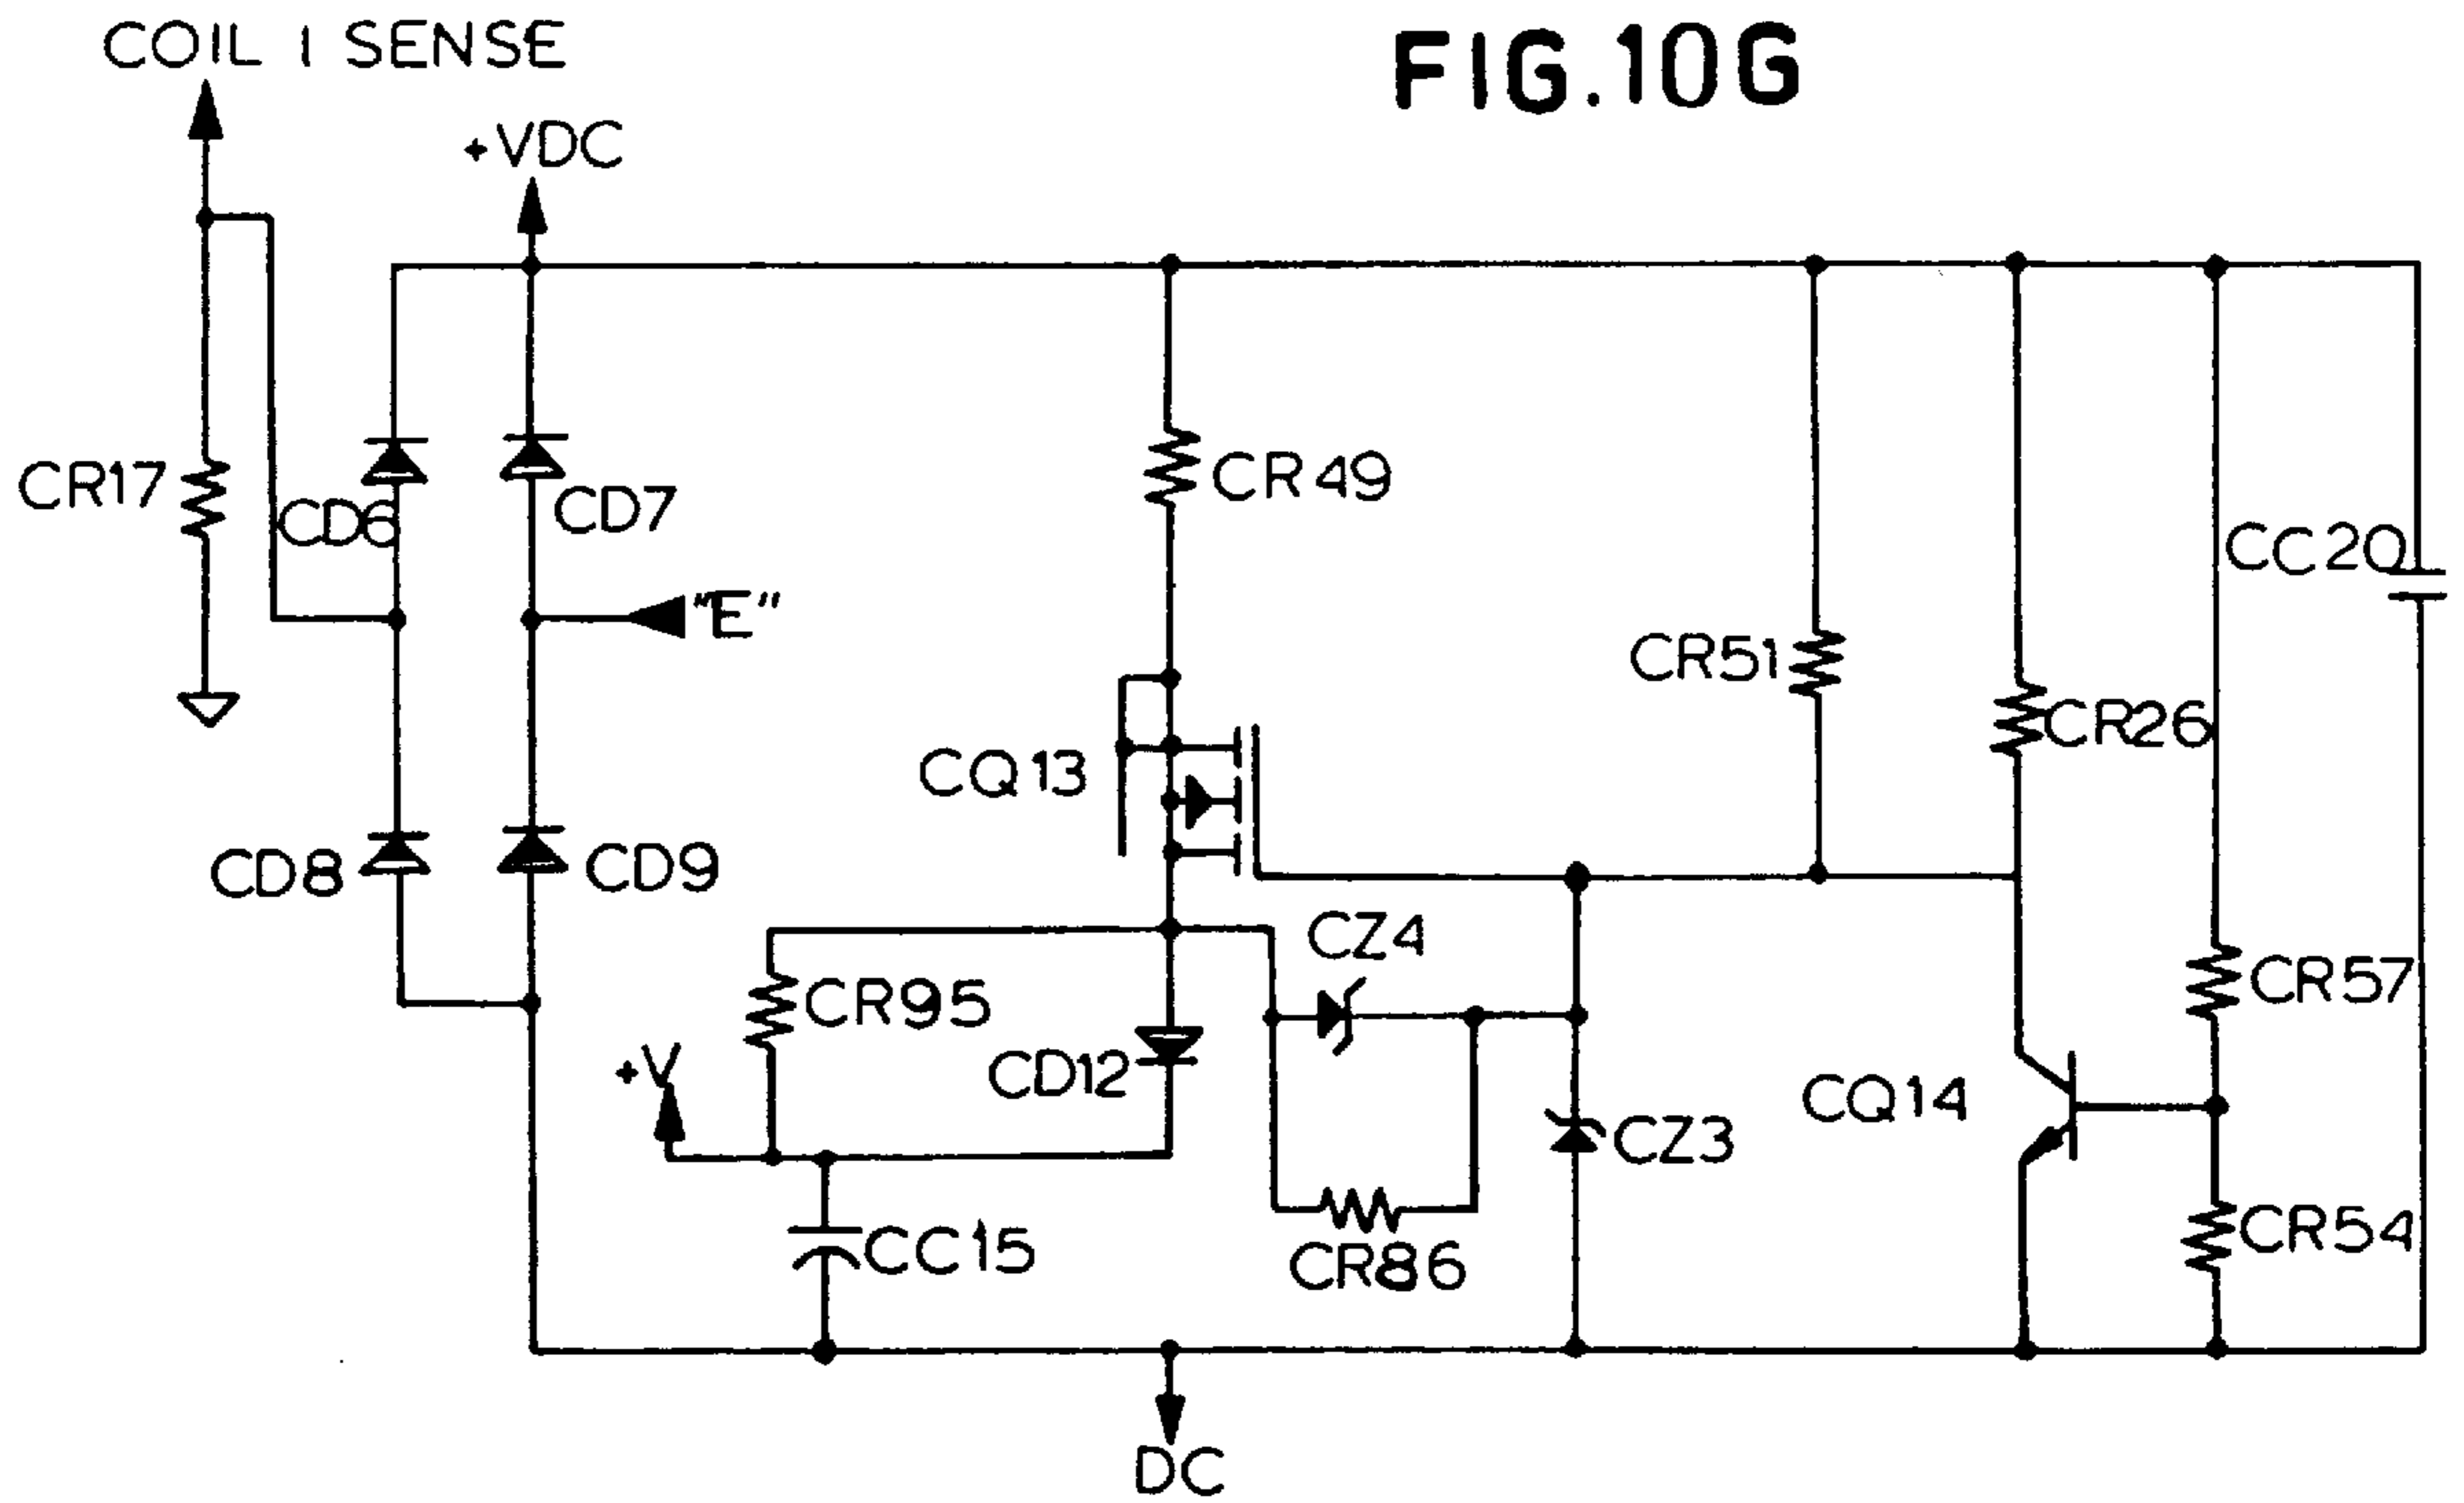 COIL 1 SENSE
FIG.10G
+VDC
CR17
CD6
CD7
CR49
CC20
"E"
CR51
CR26
CQ13
CD8
CD9
CZ4
CR95
CR57
+V
CD12
CQ14
CZ3
CC15
CR86
CR54
DC